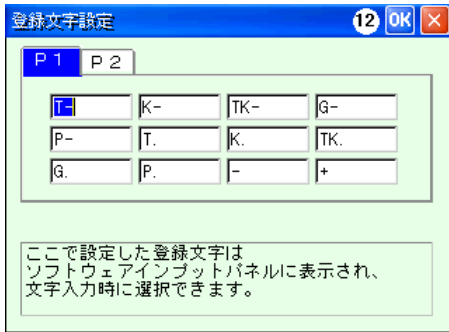 登録文字設定 12 OK ×
P1 P2
T- K- TK- G-
P- T. K. TK.
G. P. - +
ここで設定した登録文字は
ソフトウェアインプットパネルに表示され、
文字入力時に選択できます。